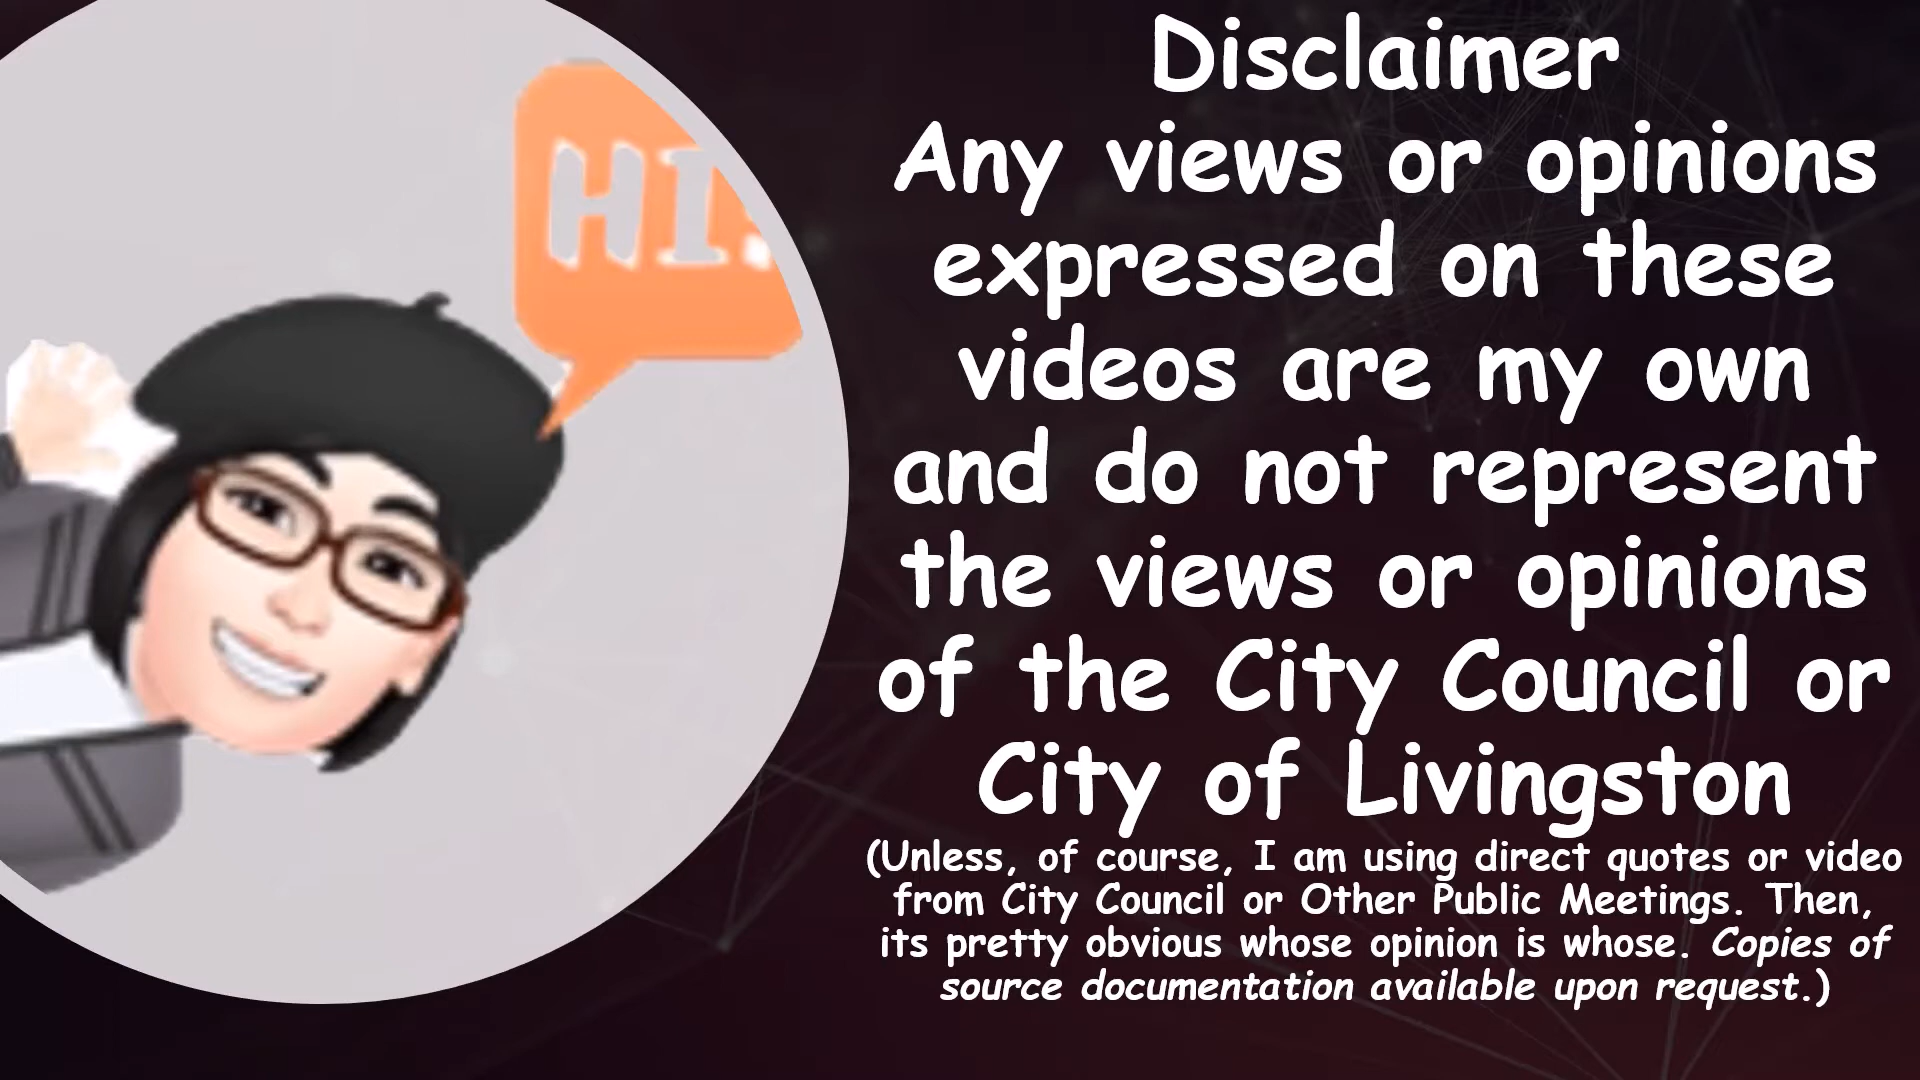 HI!
Disclaimer
Any views or opinions
expressed on these
videos are my own
and do not represent
the views or opinions
of the City Council or
City of Livingston
(Unless, of course, I am using direct quotes or video
from City Council or Other Public Meetings. Then,
its pretty obvious whose opinion is whose. Copies of
source documentation available upon request.)